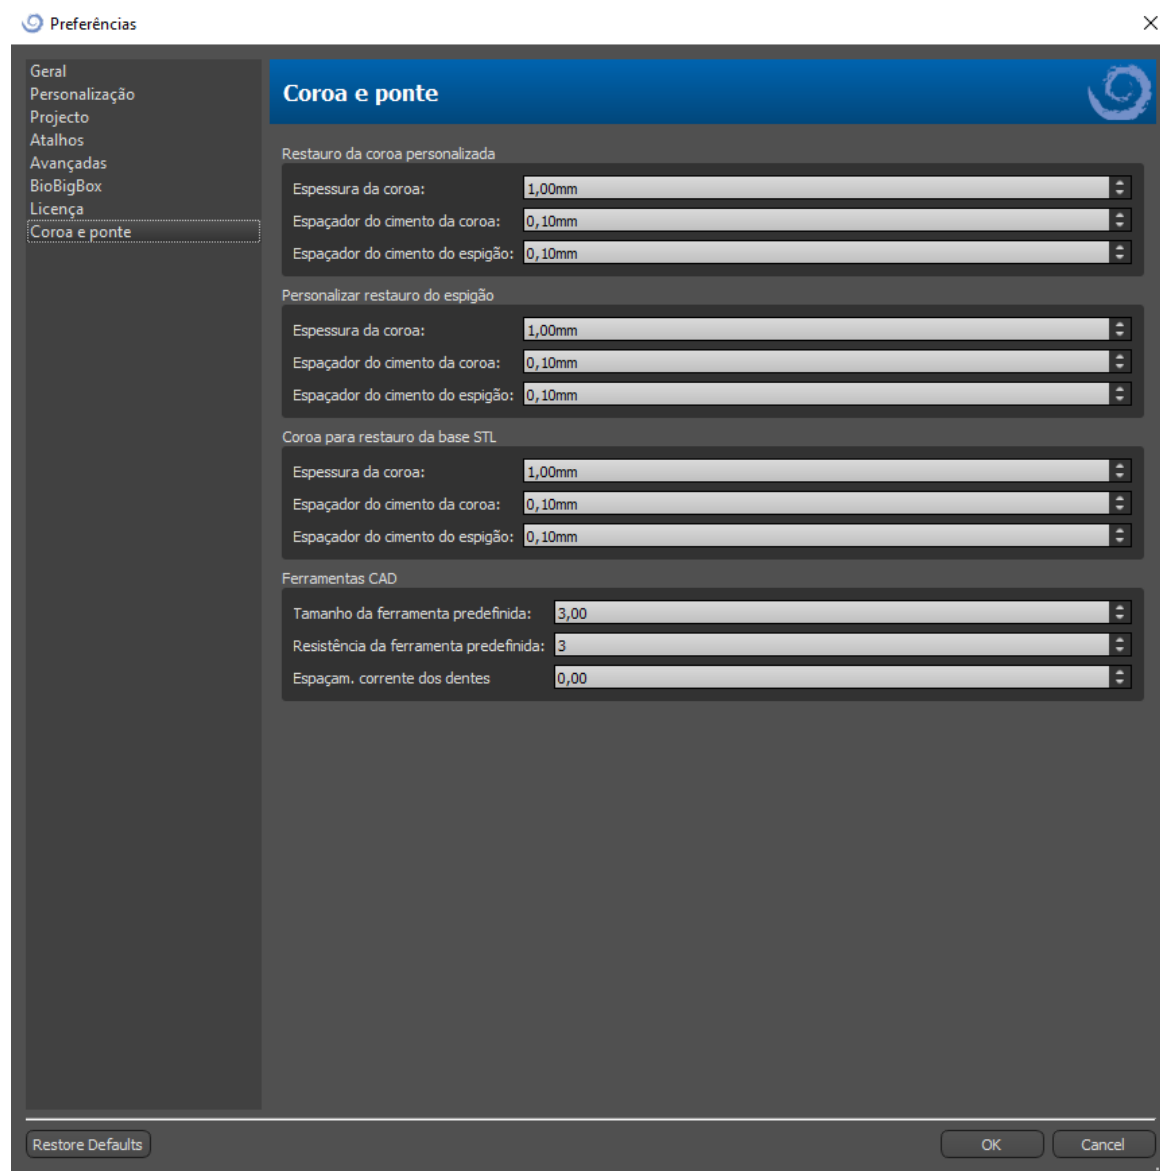 Preferências
Geral
Personalização
Projecto
Atalhos
Avançadas
BioBigBox
Licença
Coroa e ponte
Coroa e ponte
Restauro da coroa personalizada
Espessura da coroa: 1,00mm
Espaçador do cimento da coroa: 0,10mm
Espaçador do cimento do espigão: 0,10mm
Personalizar restauro do espigão
Espessura da coroa: 1,00mm
Espaçador do cimento da coroa: 0,10mm
Espaçador do cimento do espigão: 0,10mm
Coroa para restauro da base STL
Espessura da coroa: 1,00mm
Espaçador do cimento da coroa: 0,10mm
Espaçador do cimento do espigão: 0,10mm
Ferramentas CAD
Tamanho da ferramenta predefinida: 3,00
Resistência da ferramenta predefinida: 3
Espaçam. corrente dos dentes 0,00
Restore Defaults OK Cancel